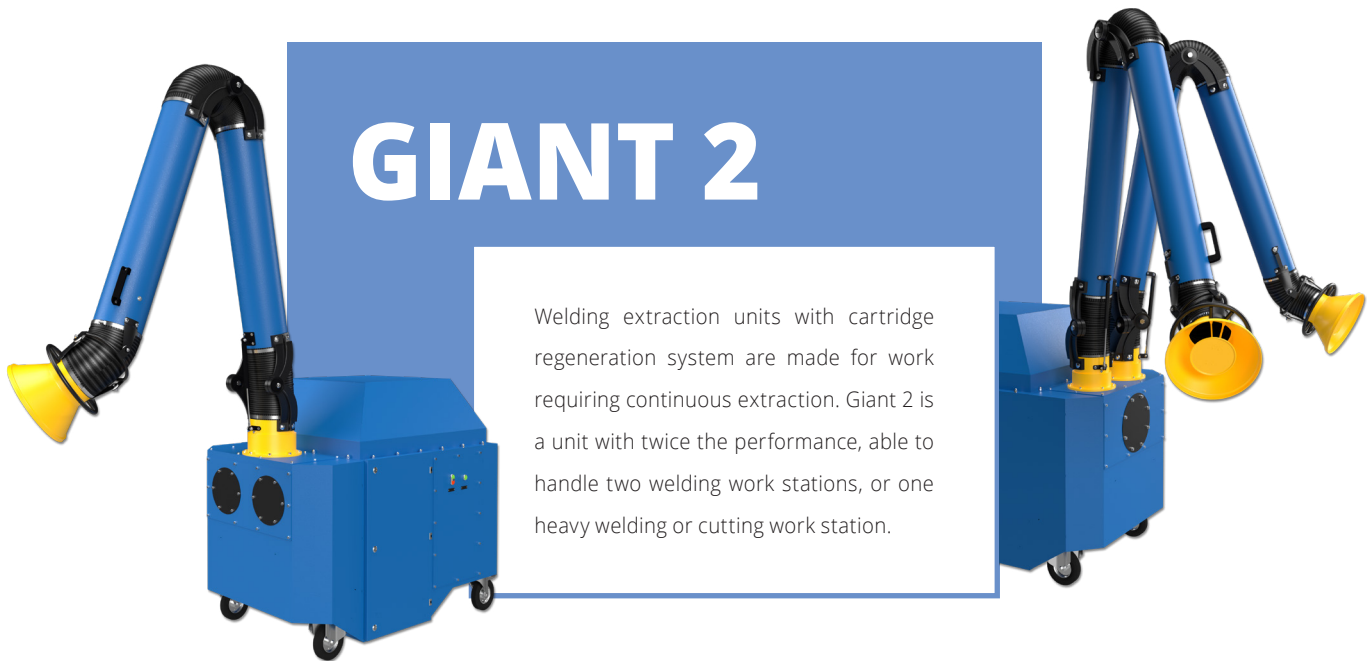 GIANT 2
Welding extraction units with cartridge
regeneration system are made for work
requiring continuous extraction. Giant 2 is
a unit with twice the performance, able to
handle two welding work stations, or one
heavy welding or cutting work station.